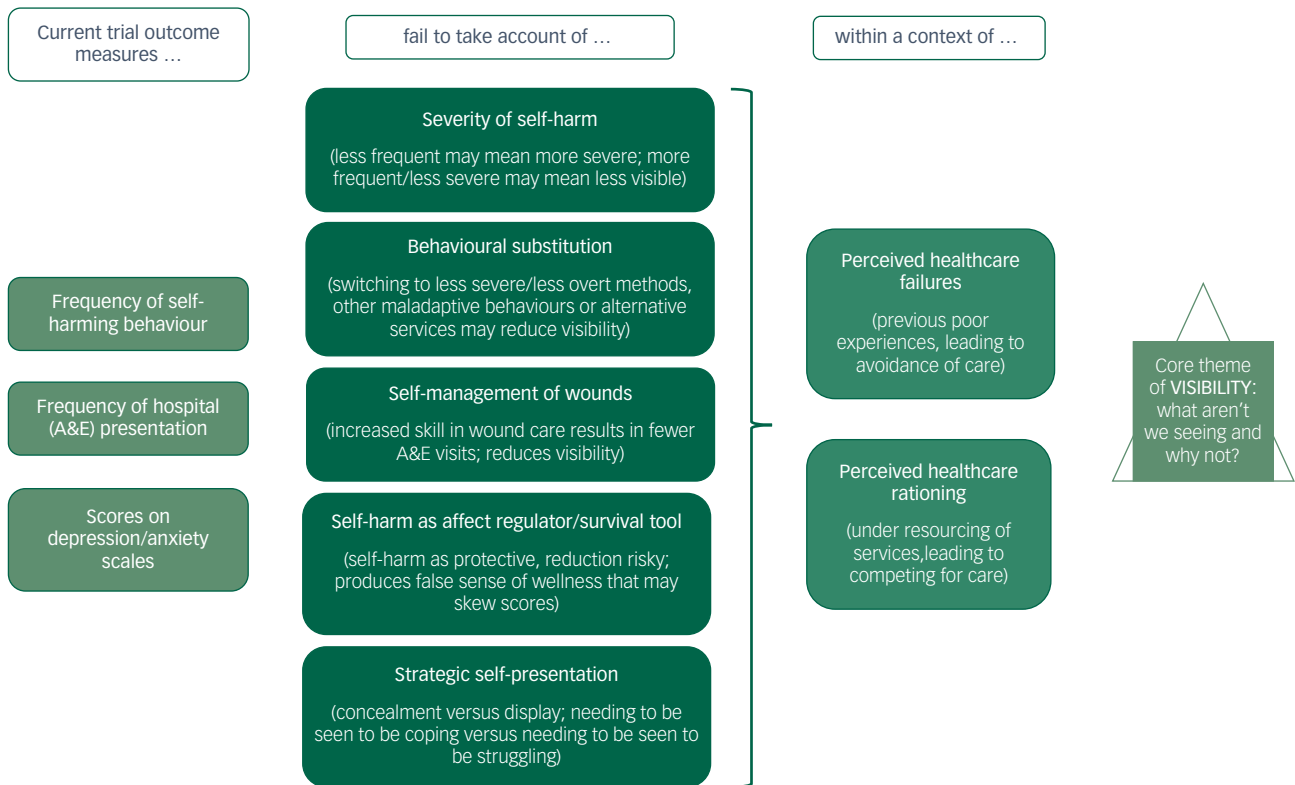 Current trial outcome
measures …
fail to take account of …
within a context of …
Frequency of self-
harming behaviour
Frequency of hospital
(A&E) presentation
Scores on
depression/anxiety
scales
Severity of self-harm
(less frequent may mean more severe; more
frequent/less severe may mean less visible)
Behavioural substitution
(switching to less severe/less overt methods,
other maladaptive behaviours or alternative
services may reduce visibility)
Self-management of wounds
(increased skill in wound care results in fewer
A&E visits; reduces visibility)
Self-harm as affect regulator/survival tool
(self-harm as protective, reduction risky;
produces false sense of wellness that may
skew scores)
Strategic self-presentation
(concealment versus display; needing to be
seen to be coping versus needing to be seen to
be struggling)
Perceived healthcare
failures
(previous poor
experiences, leading to
avoidance of care)
Perceived healthcare
rationing
(under resourcing of
services,leading to
competing for care)
Core theme
of VISIBILITY:
what aren’t
we seeing and
why not?